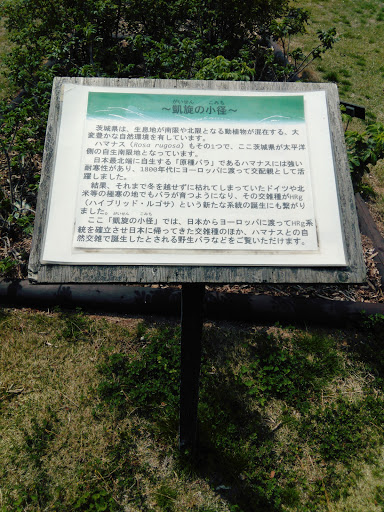 がいせん こみち
～凱旋の小径～
茨城県は、生息地が南限や北限となる動植物が混在する、大
変豊かな自然環境を有しています。
ハマナス（Rosa rugosa）もその1つで、ここ茨城県が太平洋
側の自生南限地となっています。
日本最北端に自生する「原種バラ」であるハマナスには強い
耐寒性があり、1800年代にヨーロッパに渡って交配親として活
躍しました。
結果、それまで冬を越せずに枯れてしまっていたドイツや北
米等の極寒の地でもバラが育つようになり、その交雑種がHRg
（ハイブリッド・ルゴサ）という新たな系統の誕生にも繋がり
ました。
がいせん こみち
ここ「凱旋の小径」では、日本からヨーロッパに渡ってHRg系
統を確立させ日本に帰ってきた交雑種のほか、ハマナスとの自
然交雑で誕生したとされる野生バラなどをご覧いただけます。